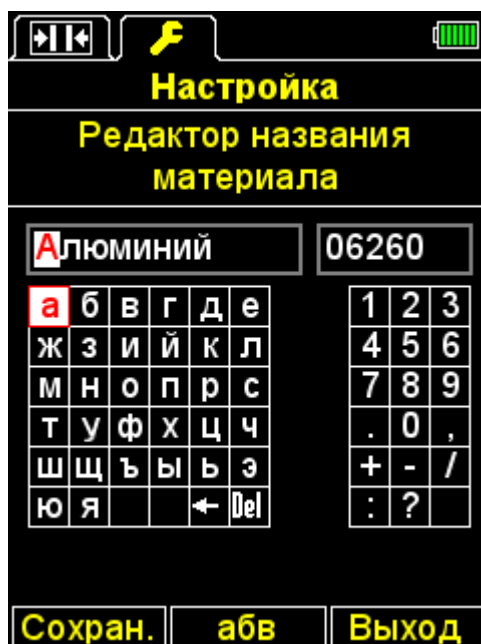 Настройка
Редактор названия
материала
Алюминий 06260
а б в г д е 1 2 3
ж з и й к л 4 5 6
м н о п р с 7 8 9
т у ф х ц ч . 0 ,
ш щ ъ ы ь э + - /
ю я ← Del : ?
Сохран. абв Выход